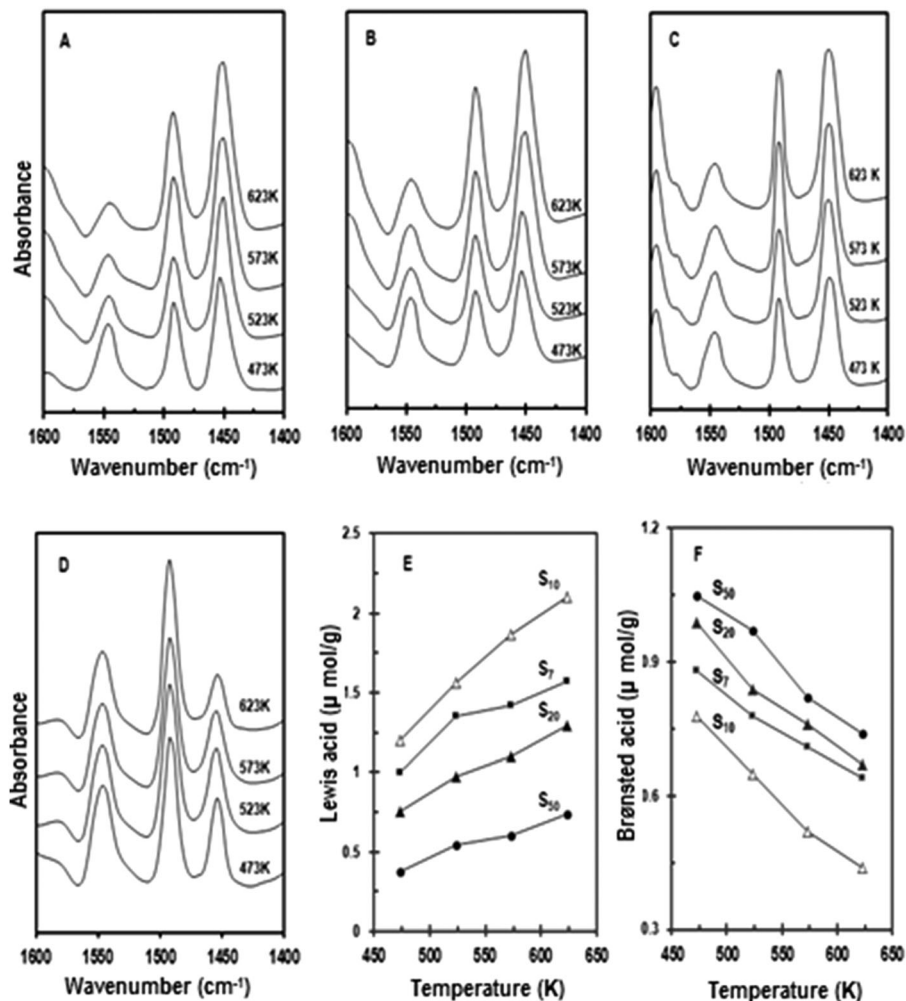 A
B
C
Absorbance
623K
573K
523K
473K
623K
573K
523K
473K
623 K
573 K
523 K
473 K
1600 1550 1500 1450 1400
1600 1550 1500 1450 1400
1600 1550 1500 1450 1400
Wavenumber (cm-1)
Wavenumber (cm-1)
Wavenumber (cm-1)
D
Absorbance
623K
573K
523K
473K
1600 1550 1500 1450 1400
Wavenumber (cm-1)
E
Lewis acid (μ mol/g)
2.5
2
1.5
1
0.5
0
S10
S7
S20
S50
450 500 550 600 650
Temperature (K)
F
Brønsted acid (μ mol/g)
1.2
0.9
0.6
0.3
S50
S20
S7
S10
450 500 550 600 650
Temperature (K)